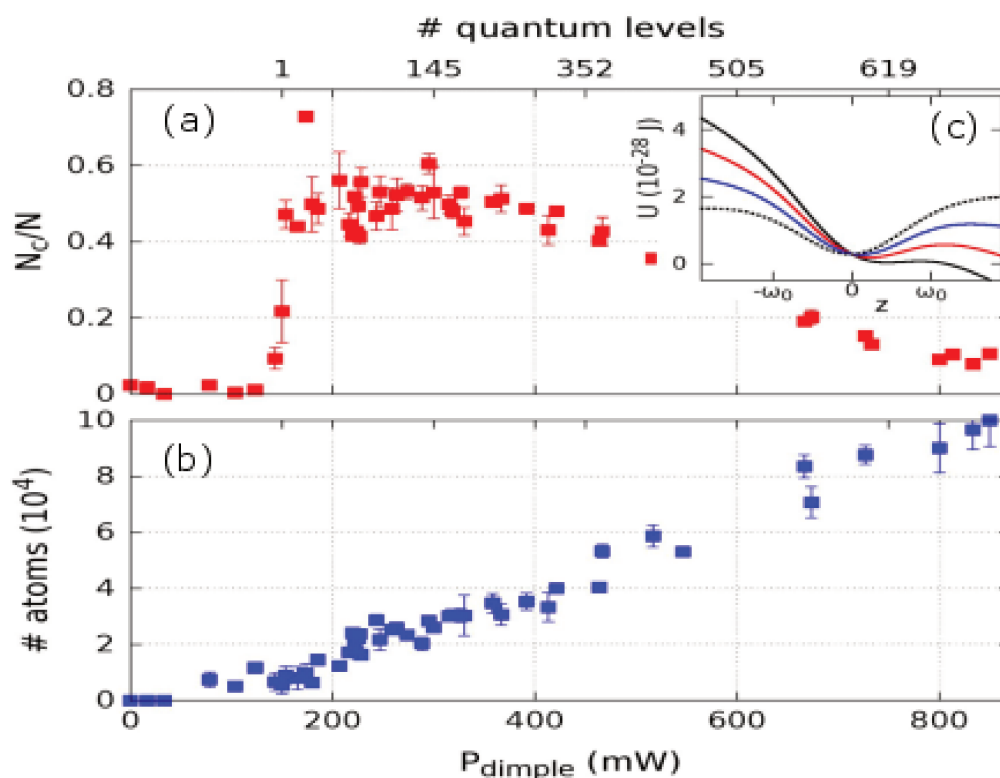 # quantum levels
1 145 352 505 619
0.8
0.6
0.4
0.2
0
N_C/N
(a)
(c)
U (10^-28 J)
4
2
0
-ω₀ 0 ω₀
z
(b)
# atoms (10⁴)
10
8
6
4
2
0
0 200 400 600 800
P_dimple (mW)